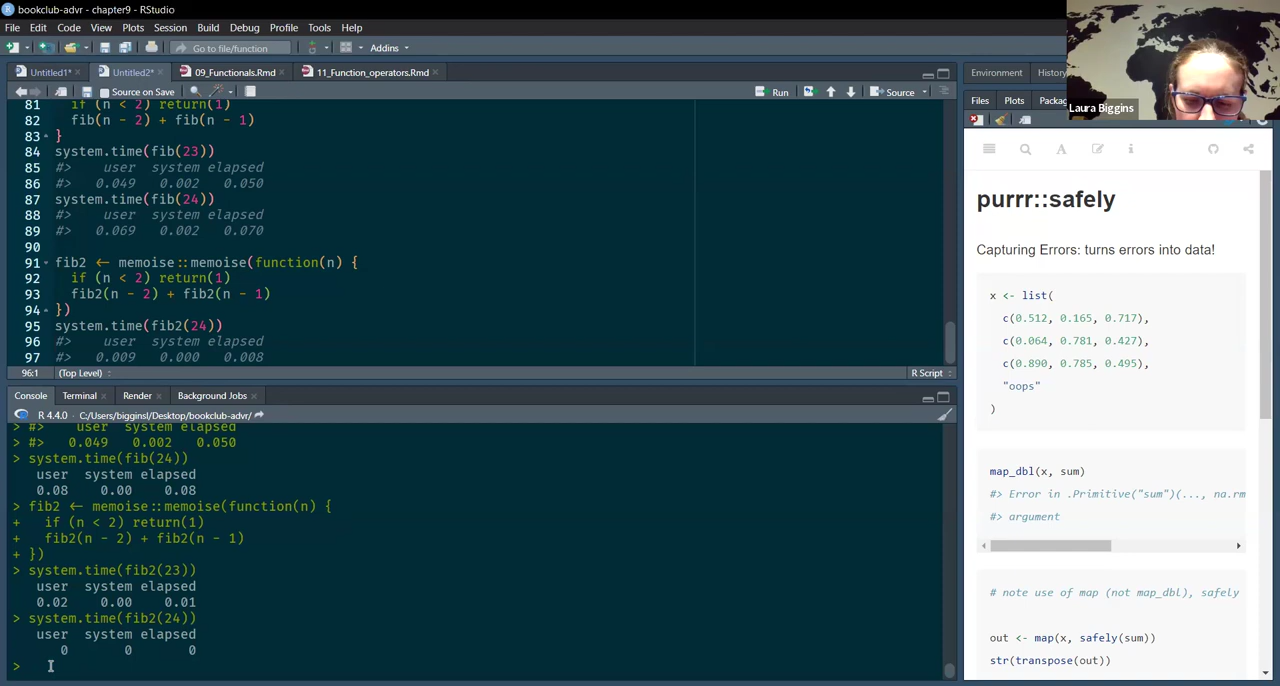 bookclub-advr - chapter9 - RStudio
File Edit Code View Plots Session Build Debug Profile Tools Help
Go to file/function Addins
Untitled1* Untitled2* 09_Functionals.Rmd 11_Function_operators.Rmd
Source on Save Run Source
81 if (n < 2) return(1)
82 fib(n - 2) + fib(n - 1)
83 }
84 system.time(fib(23))
85 #> user system elapsed
86 #> 0.049 0.002 0.050
87 system.time(fib(24))
88 #> user system elapsed
89 #> 0.069 0.002 0.070
90
91 fib2 ← memoise::memoise(function(n) {
92 if (n < 2) return(1)
93 fib2(n - 2) + fib2(n - 1)
94 })
95 system.time(fib2(24))
96 #> user system elapsed
97 #> 0.009 0.000 0.008
96:1 (Top Level) R Script
Console Terminal Render Background Jobs
R 4.4.0 · C:/Users/bigginsl/Desktop/bookclub-advr/
> #> user system elapsed
> #> 0.049 0.002 0.050
> system.time(fib(24))
user system elapsed
0.08 0.00 0.08
> fib2 ← memoise::memoise(function(n) {
+ if (n < 2) return(1)
+ fib2(n - 2) + fib2(n - 1)
+ })
> system.time(fib2(23))
user system elapsed
0.02 0.00 0.01
> system.time(fib2(24))
user system elapsed
0 0 0
>
Laura Biggins
Environment History
Files Plots Packag
purrr::safely
Capturing Errors: turns errors into data!
x <- list(
c(0.512, 0.165, 0.717),
c(0.064, 0.781, 0.427),
c(0.890, 0.785, 0.495),
"oops"
)
map_dbl(x, sum)
#> Error in .Primitive("sum")(..., na.rm
#> argument
# note use of map (not map_dbl), safely
out <- map(x, safely(sum))
str(transpose(out))